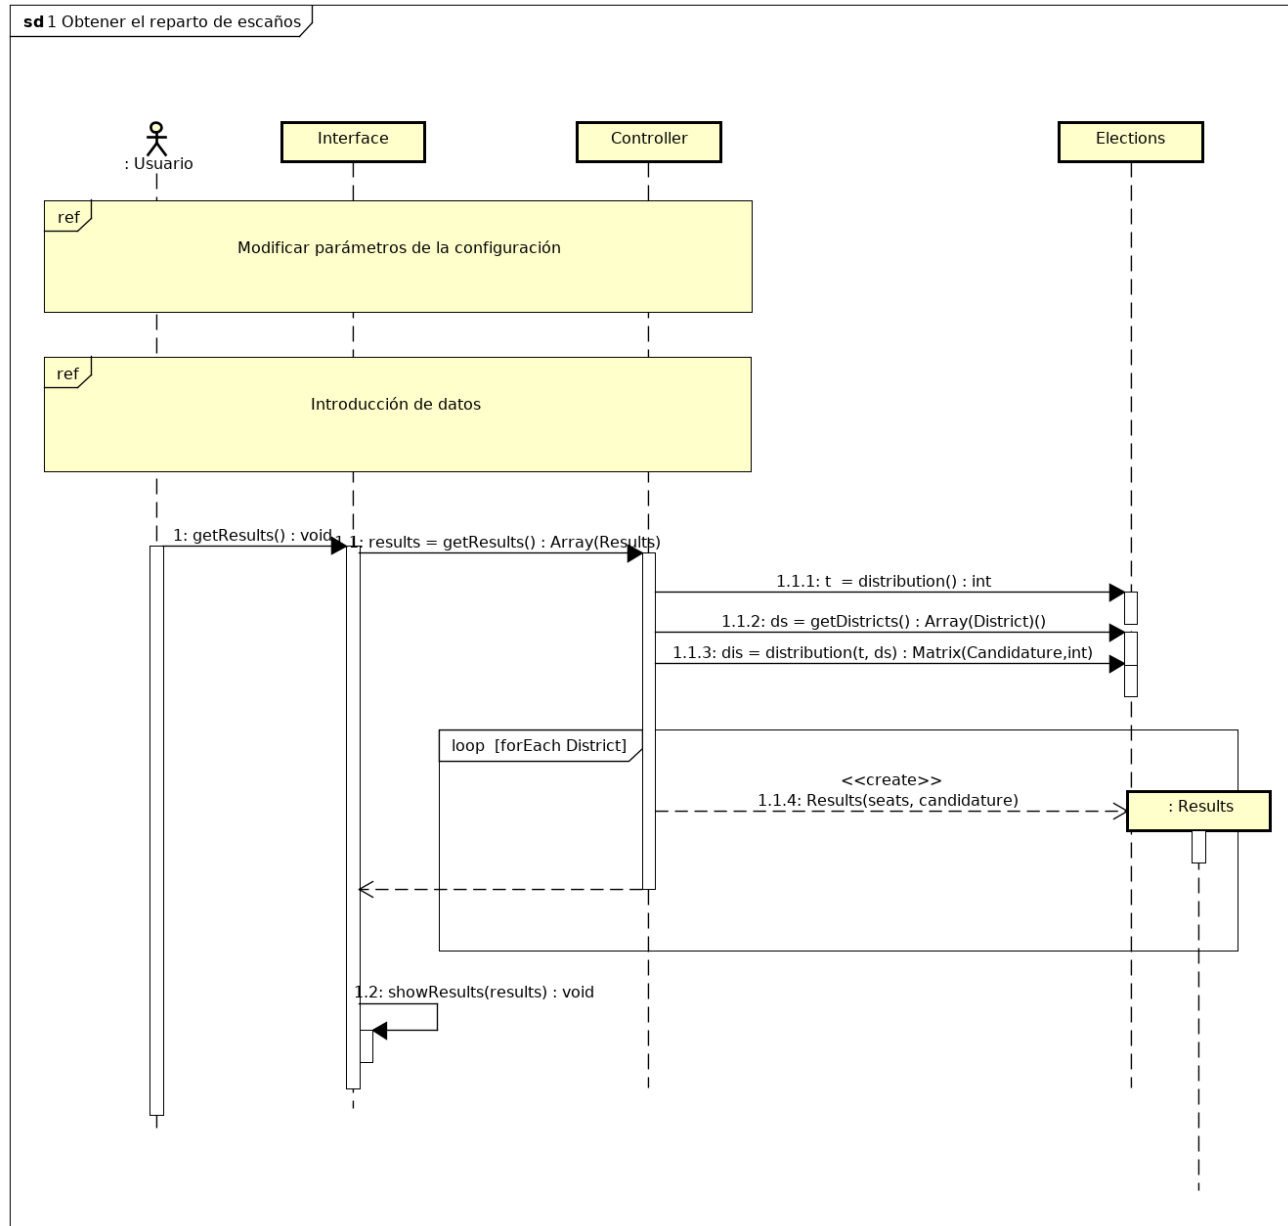 sd 1 Obtener el reparto de escaños
: Usuario
Interface
Controller
Elections
ref
Modificar parámetros de la configuración
ref
Introducción de datos
1: getResults() : void
1.1: results = getResults() : Array(Results)
1.1.1: t  = distribution() : int
1.1.2: ds = getDistricts() : Array(District)()
1.1.3: dis = distribution(t, ds) : Matrix(Candidature,int)
loop  [forEach District]
<<create>>
1.1.4: Results(seats, candidature)
: Results
1.2: showResults(results) : void